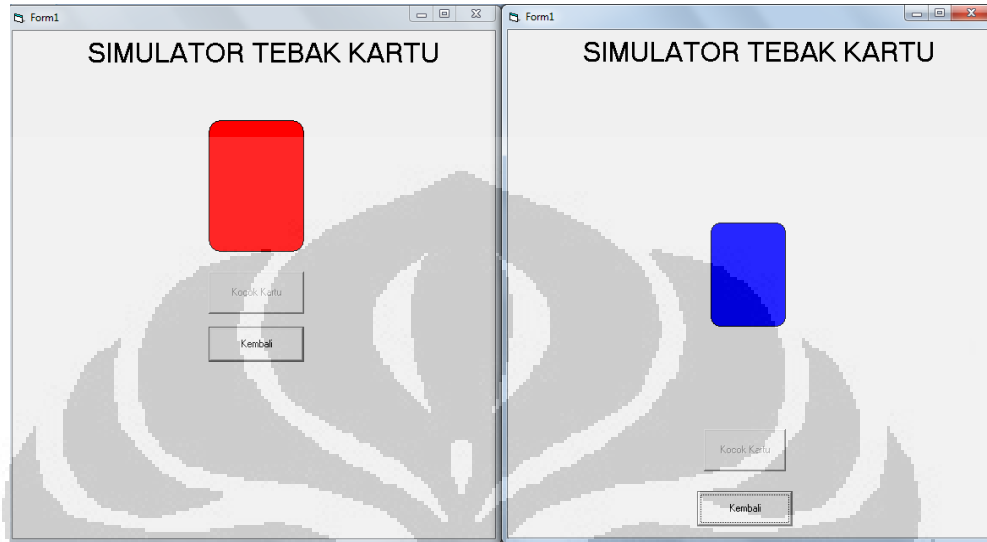 Form1
SIMULATOR TEBAK KARTU
Kocok Kartu
Kembali
Form1
SIMULATOR TEBAK KARTU
Kocok Kartu
Kembali